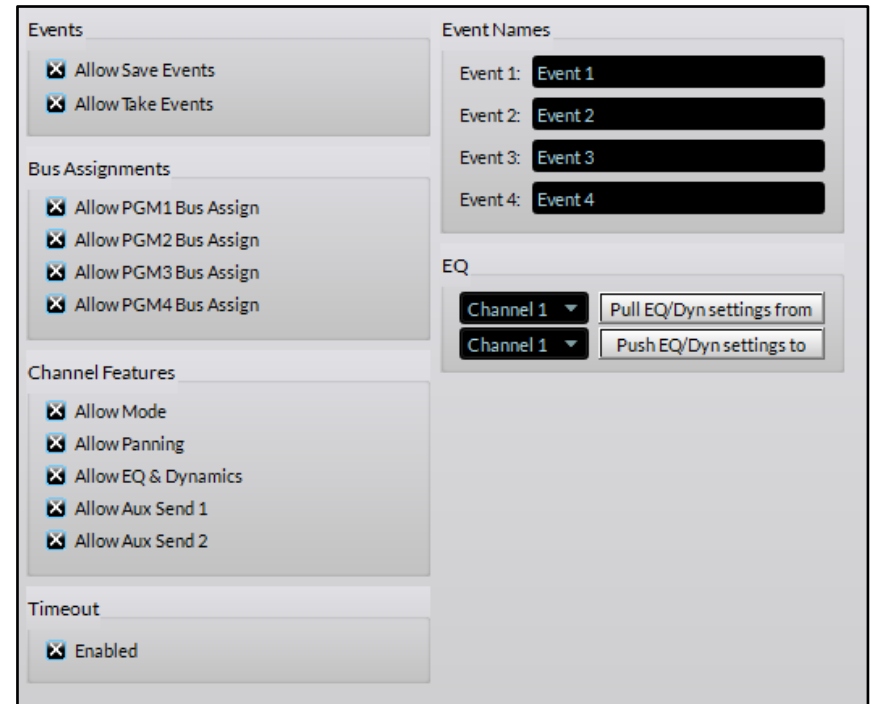 Events
Allow Save Events
Allow Take Events
Bus Assignments
Allow PGM1 Bus Assign
Allow PGM2 Bus Assign
Allow PGM3 Bus Assign
Allow PGM4 Bus Assign
Channel Features
Allow Mode
Allow Panning
Allow EQ & Dynamics
Allow Aux Send 1
Allow Aux Send 2
Timeout
Enabled
Event Names
Event 1: Event 1
Event 2: Event 2
Event 3: Event 3
Event 4: Event 4
EQ
Channel 1 Pull EQ/Dyn settings from
Channel 1 Push EQ/Dyn settings to